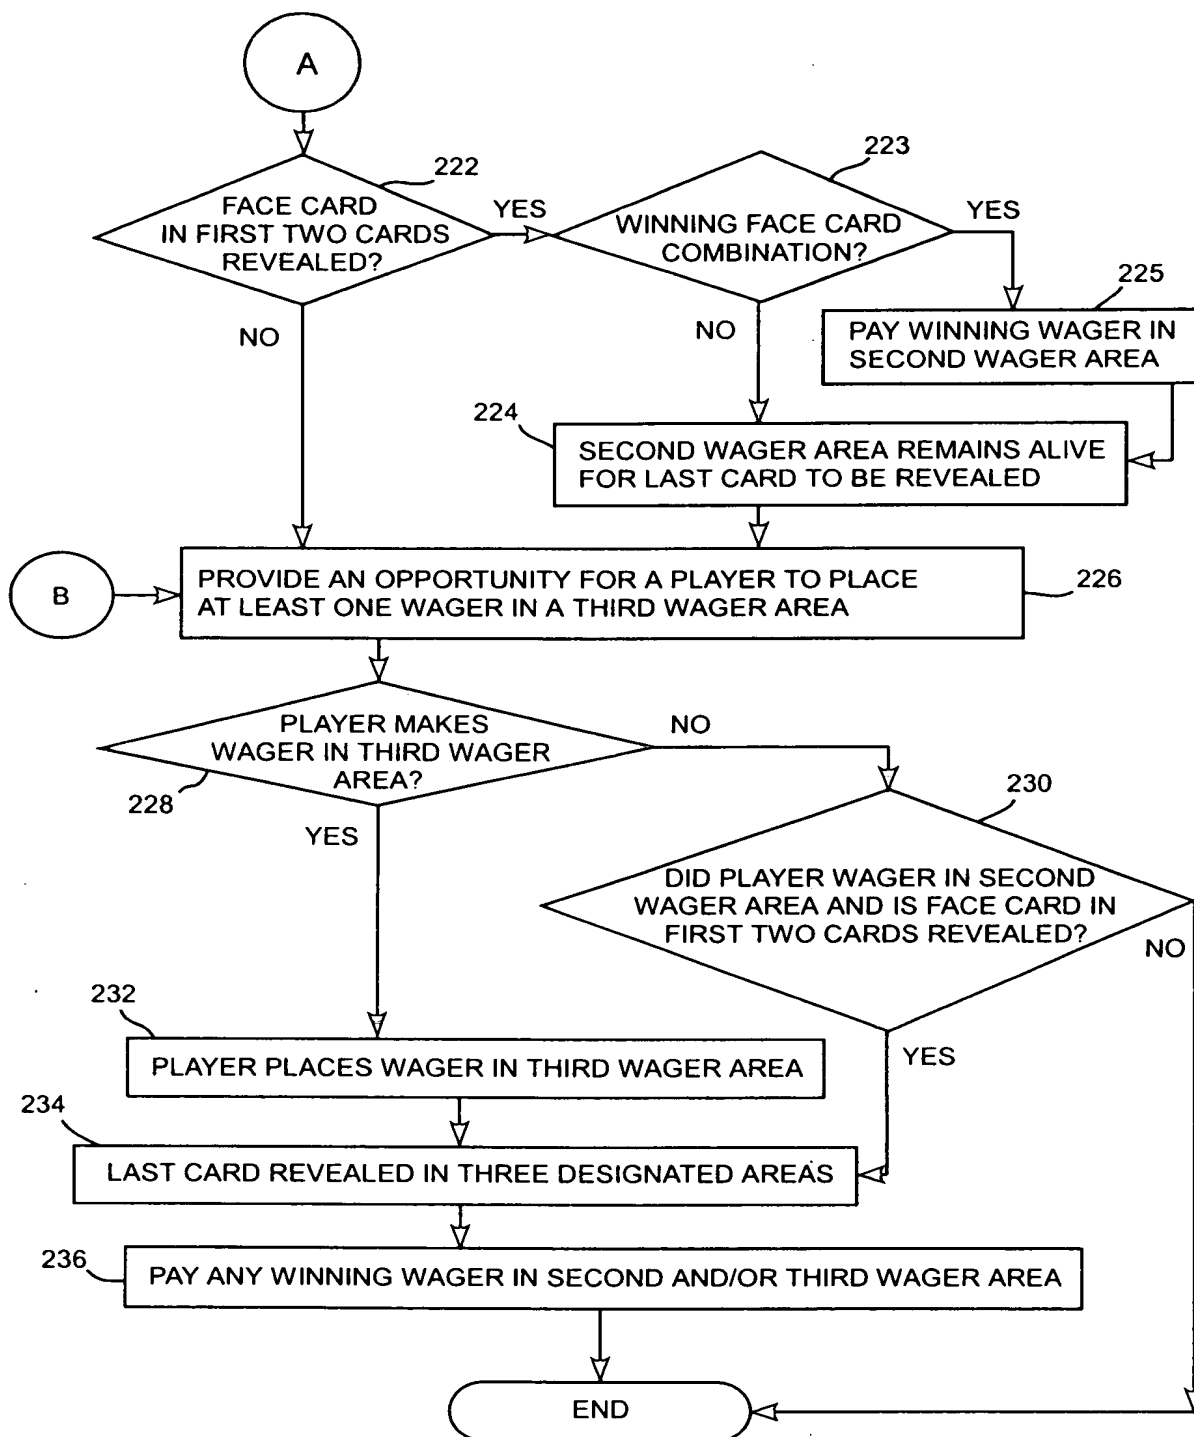 A
222
FACE CARD
IN FIRST TWO CARDS
REVEALED?
YES
NO
223
WINNING FACE CARD
COMBINATION?
YES
NO
225
PAY WINNING WAGER IN
SECOND WAGER AREA
224
SECOND WAGER AREA REMAINS ALIVE
FOR LAST CARD TO BE REVEALED
B
PROVIDE AN OPPORTUNITY FOR A PLAYER TO PLACE
AT LEAST ONE WAGER IN A THIRD WAGER AREA
226
PLAYER MAKES
WAGER IN THIRD WAGER
AREA?
228
NO
YES
230
DID PLAYER WAGER IN SECOND
WAGER AREA AND IS FACE CARD IN
FIRST TWO CARDS REVEALED?
NO
YES
232
PLAYER PLACES WAGER IN THIRD WAGER AREA
234
LAST CARD REVEALED IN THREE DESIGNATED AREAS
236
PAY ANY WINNING WAGER IN SECOND AND/OR THIRD WAGER AREA
END